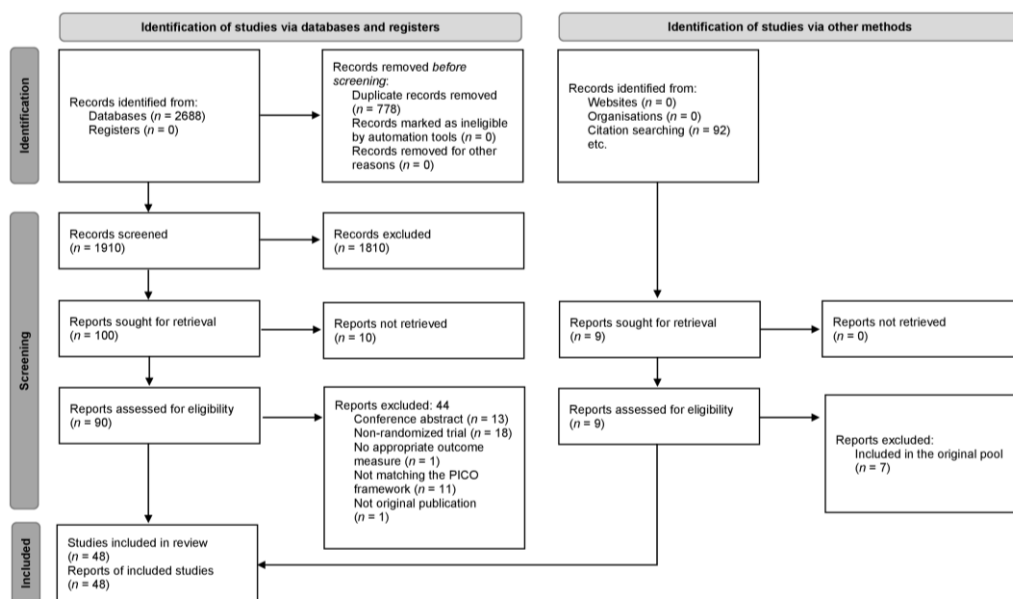 Identification of studies via databases and registers
Identification of studies via other methods
Identification
Records identified from:
Databases (n = 2688)
Registers (n = 0)
Records removed before
screening:
Duplicate records removed
(n = 778)
Records marked as ineligible
by automation tools (n = 0)
Records removed for other
reasons (n = 0)
Records identified from:
Websites (n = 0)
Organisations (n = 0)
Citation searching (n = 92)
etc.
Screening
Records screened
(n = 1910)
Records excluded
(n = 1810)
Reports sought for retrieval
(n = 100)
Reports not retrieved
(n = 10)
Reports sought for retrieval
(n = 9)
Reports not retrieved
(n = 0)
Reports assessed for eligibility
(n = 90)
Reports excluded: 44
Conference abstract (n = 13)
Non-randomized trial (n = 18)
No appropriate outcome
measure (n = 1)
Not matching the PICO
framework (n = 11)
Not original publication
(n = 1)
Reports assessed for eligibility
(n = 9)
Reports excluded:
Included in the original pool
(n = 7)
Included
Studies included in review
(n = 48)
Reports of included studies
(n = 48)